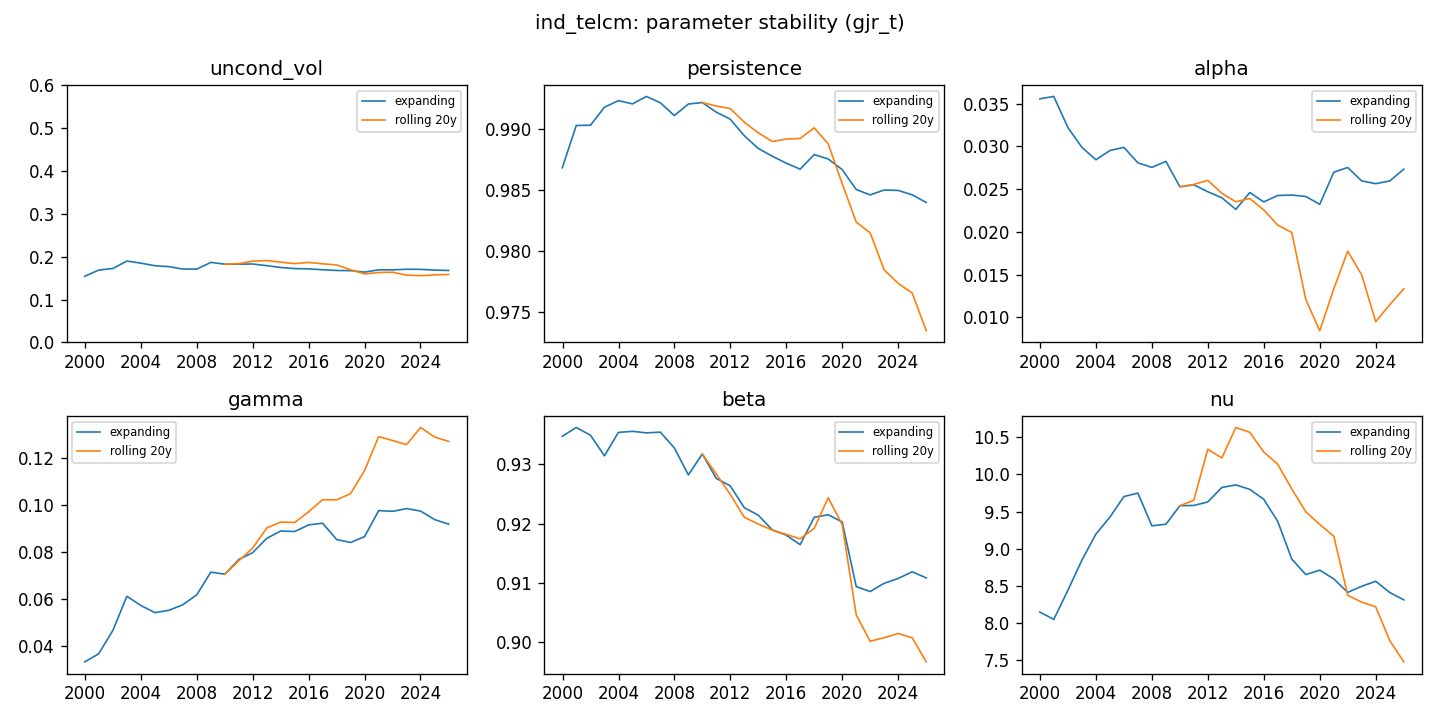 ind_telcm: parameter stability (gjr_t)
uncond_vol
0.6
0.5
0.4
0.3
0.2
0.1
0.0
2000 2004 2008 2012 2016 2020 2024
expanding
rolling 20y
persistence
0.990
0.985
0.980
0.975
2000 2004 2008 2012 2016 2020 2024
expanding
rolling 20y
alpha
0.035
0.030
0.025
0.020
0.015
0.010
2000 2004 2008 2012 2016 2020 2024
expanding
rolling 20y
gamma
0.12
0.10
0.08
0.06
0.04
2000 2004 2008 2012 2016 2020 2024
expanding
rolling 20y
beta
0.93
0.92
0.91
0.90
2000 2004 2008 2012 2016 2020 2024
expanding
rolling 20y
nu
10.5
10.0
9.5
9.0
8.5
8.0
7.5
2000 2004 2008 2012 2016 2020 2024
expanding
rolling 20y